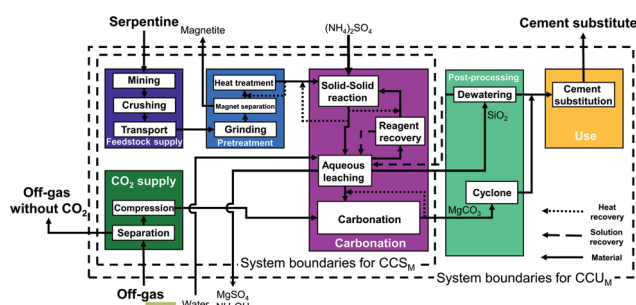 Serpentine
Magnetite
(NH₄)₂SO₄
Cement substitute
Mining
Crushing
Transport
Feedstock supply
Heat treatment
Magnet separation
Grinding
Pretreatment
Solid-Solid
reaction
Reagent
recovery
Aqueous
leaching
Carbonation
Carbonation
Post-processing
Dewatering
SiO₂
Cyclone
MgCO₃
Cement
substitution
Use
CO₂ supply
Compression
Separation
Off-gas
without CO₂
Off-gas
Water
MgSO₄
System boundaries for CCS_M
System boundaries for CCU_M
Heat
recovery
Solution
recovery
Material